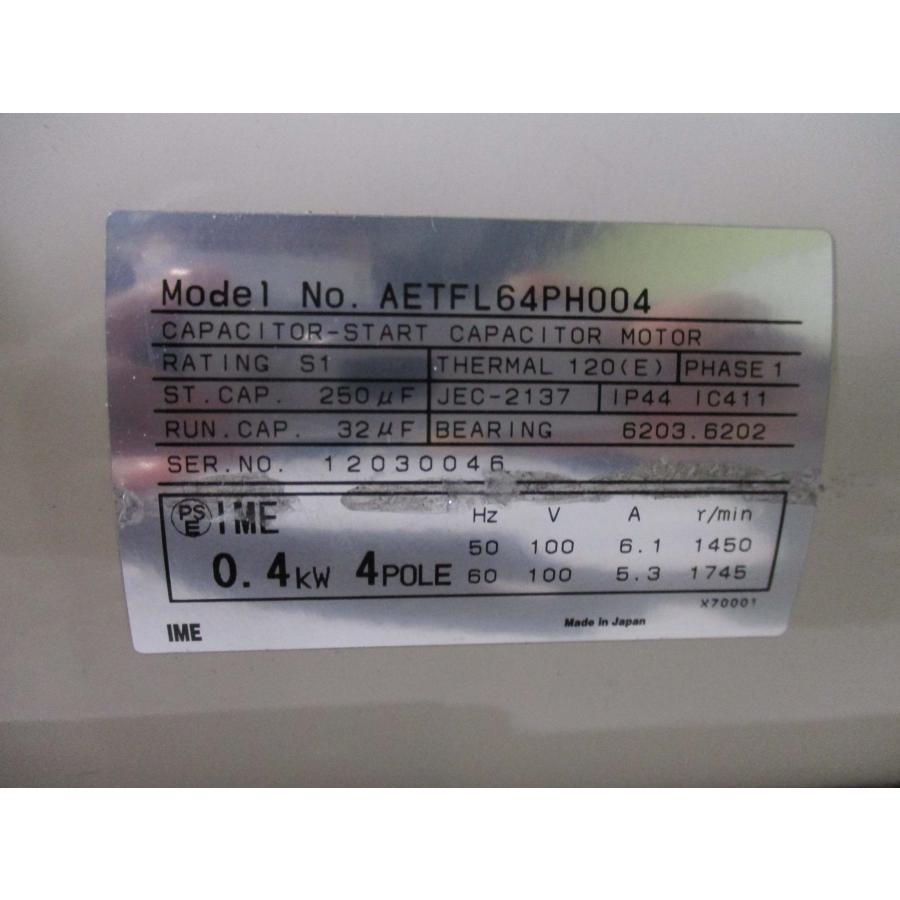 Model No. AETFL64PH004
CAPACITOR-START CAPACITOR MOTOR
RATING S1 THERMAL 120(E) PHASE 1
ST.CAP. 250μF JEC-2137 IP44 IC411
RUN.CAP. 32μF BEARING 6203.6202
SER.NO. 12030046
PSE IME Hz V A r/min
50 100 6.1 1450
0.4kW 4POLE 60 100 5.3 1745
X70001
IME Made in Japan